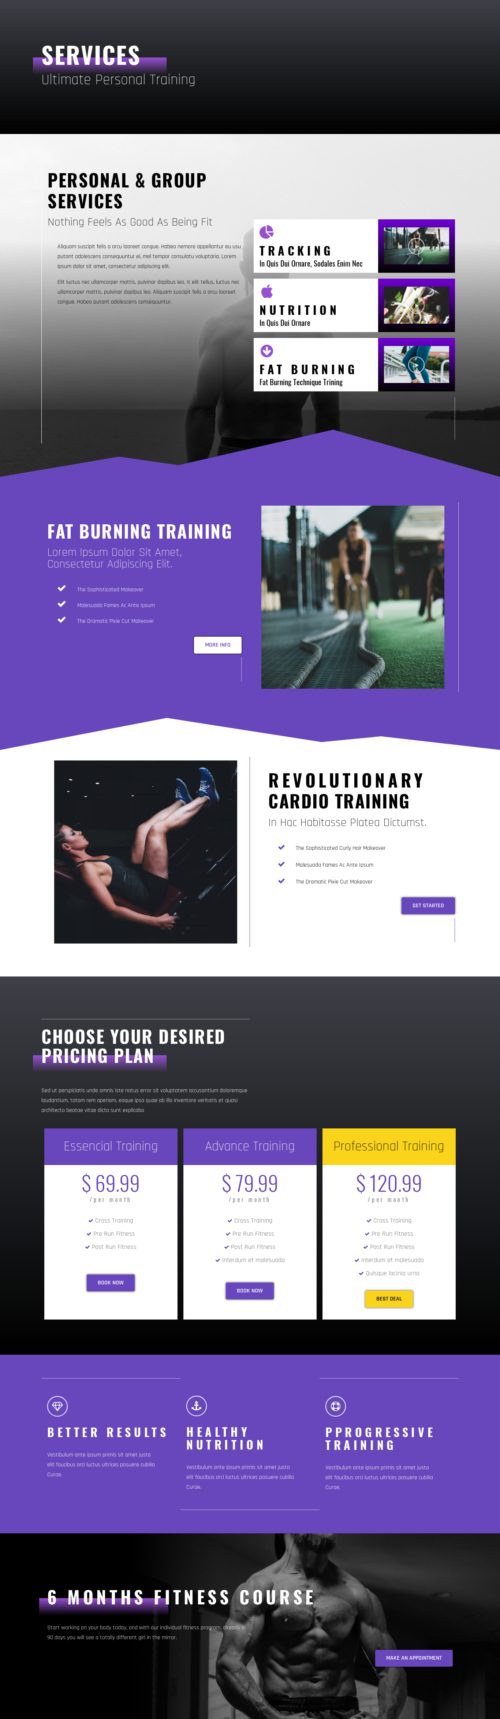 SERVICES
Ultimate Personal Training
PERSONAL & GROUP
SERVICES
Nothing Feels As Good As Being Fit
Aliquam suscipit felis a arcu laoreet congue. Habeo nemore appellantur eu usu
putant adolescens consequuntur ei, mel tempor consulatu voluptaria. Lorem
ipsum dolor sit amet, consectetur adipiscing elit.
Elit luctus nec ullamcorper mattis, pulvinar dapibus leo. It elit tellus, luctus nec
ullamcorper mattis, pulvinar dapibus leo. Aliquam suscipit felis a arcu laoreet
congue. Habeo putant adolescens consequuntur.
TRACKING
In Quis Dui Ornare, Sodales Enim Nec
NUTRITION
In Quis Dui Ornare
FAT BURNING
Fat Burning Technique Trining
FAT BURNING TRAINING
Lorem Ipsum Dolor Sit Amet,
Consectetur Adipiscing Elit.
The Sophisticated Makeover
Malesuada Fames Ac Ante Ipsum
The Dramatic Pixie Cut Makeover
MORE INFO
REVOLUTIONARY
CARDIO TRAINING
In Hac Habitasse Platea Dictumst.
The Sophisticated Curly Hair Makeover
Malesuada Fames Ac Ante Ipsum
The Dramatic Pixie Cut Makeover
GET STARTED
CHOOSE YOUR DESIRED
PRICING PLAN
Sed ut perspiciatis unde omnis iste natus error sit voluptatem accusantium doloremque
laudantium, totam rem aperiam, eaque ipsa quae ab illo inventore veritatis et quasi
architecto beatae vitae dicta sunt explicabo
Essencial Training
$ 69.99
/per month
Cross Training
Pre Run Fitness
Post Run Fitness
BOOK NOW
Advance Training
$ 79.99
/per month
Cross Training
Pre Run Fitness
Post Run Fitness
Interdum et malesuada
BOOK NOW
Professional Training
$ 120.99
/per month
Cross Training
Pre Run Fitness
Post Run Fitness
Interdum et malesuada
Quisque lacinia urna
BEST DEAL
BETTER RESULTS
Vestibulum ante ipsum primis sit amet justo
elit faucibus orci luctus ultrices posuere cubilia
Curae.
HEALTHY
NUTRITION
Vestibulum ante ipsum primis sit amet justo
elit faucibus orci luctus ultrices posuere cubilia
Curae.
PPROGRESSIVE
TRAINING
Vestibulum ante ipsum primis sit amet justo
elit faucibus orci luctus ultrices posuere cubilia
Curae.
6 MONTHS FITNESS COURSE
Start working on your body today, and with our individual fitness program, already in
90 days you will see a totally different girl in the mirror.
MAKE AN APPOINTMENT